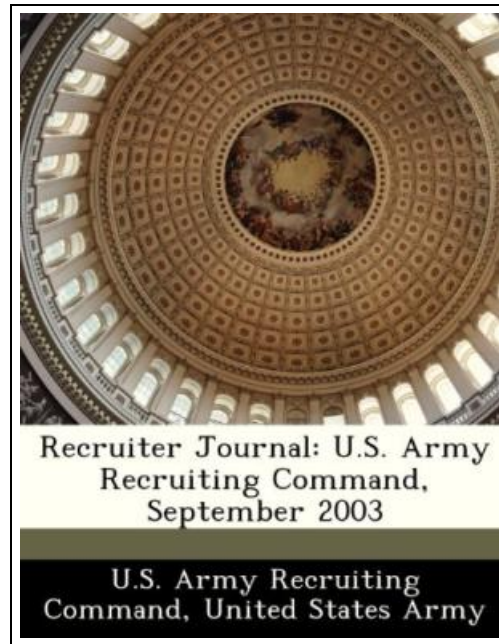 Recruiter Journal: U.S. Army
Recruiting Command,
September 2003
U.S. Army Recruiting
Command, United States Army